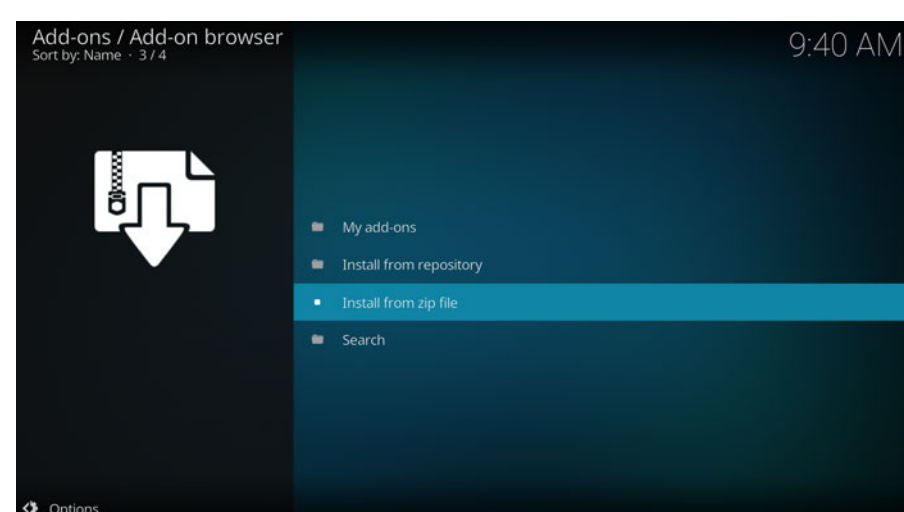 Add-ons / Add-on browser
Sort by: Name · 3 / 4
9:40 AM
My add-ons
Install from repository
Install from zip file
Search
Options